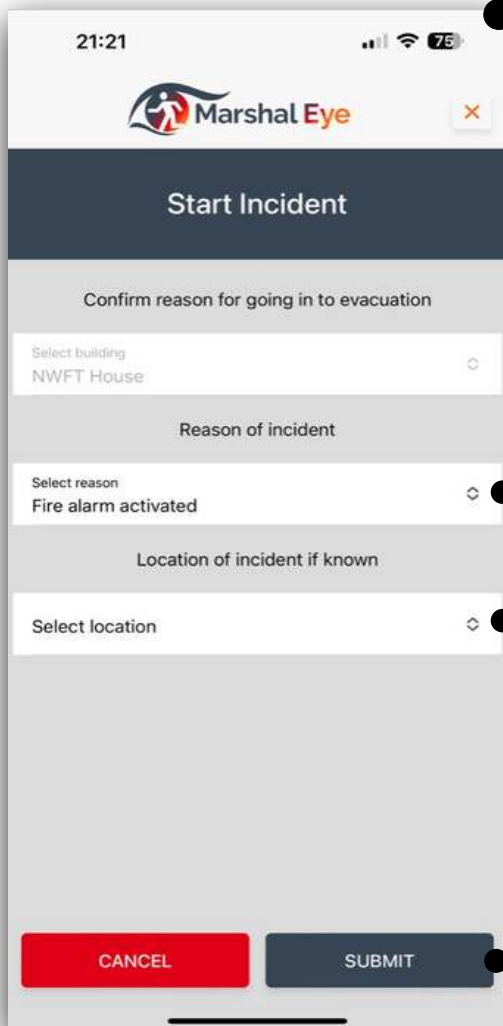 21:21
75
Marshal Eye
Start Incident
Confirm reason for going in to evacuation
Select building
NWFT House
Reason of incident
Select reason
Fire alarm activated
Location of incident if known
Select location
CANCEL
SUBMIT